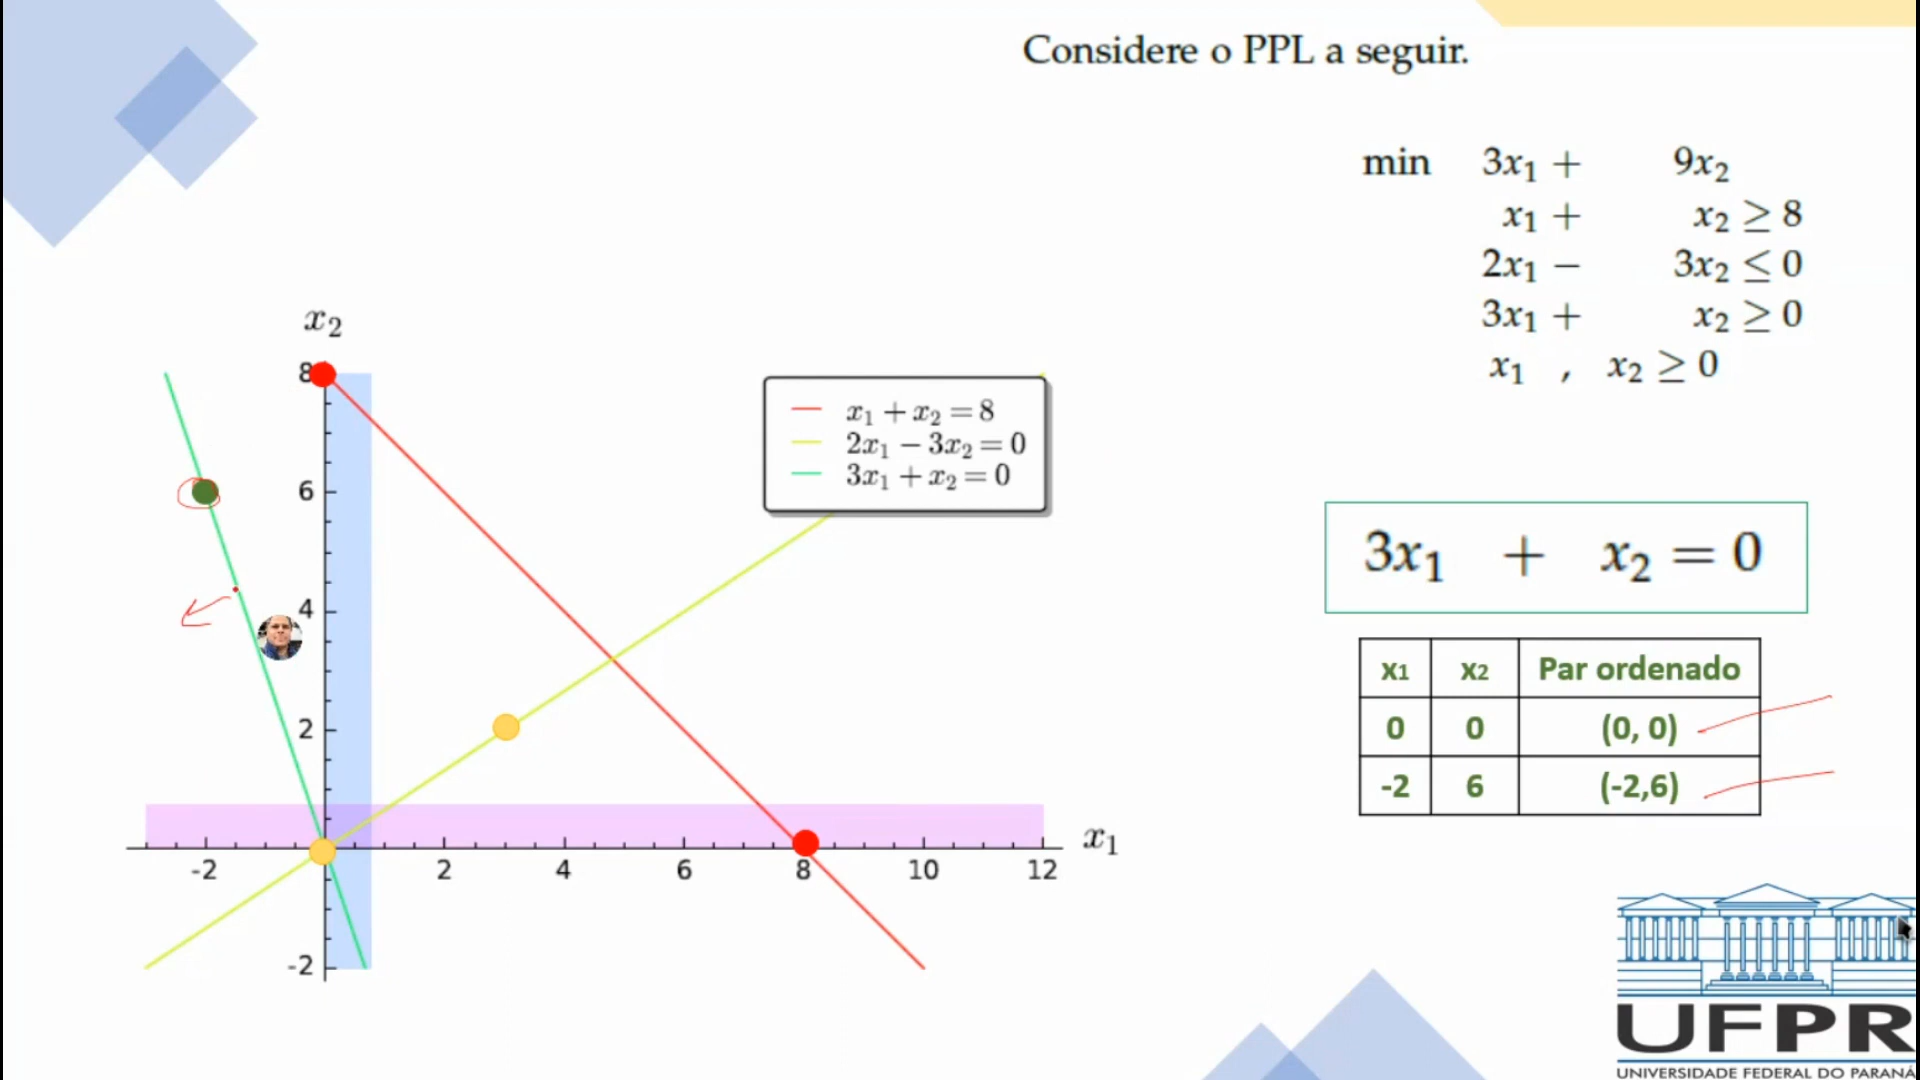 Considere o PPL a seguir.
min 3x₁ + 9x₂
x₁ + x₂ ≥ 8
2x₁ − 3x₂ ≤ 0
3x₁ + x₂ ≥ 0
x₁ , x₂ ≥ 0
x₂
8
6
4
2
-2
-2 2 4 6 8 10 12
x₁
x₁ + x₂ = 8
2x₁ − 3x₂ = 0
3x₁ + x₂ = 0
3x₁ + x₂ = 0
x₁ x₂ Par ordenado
0 0 (0, 0)
-2 6 (-2,6)
UFPR
UNIVERSIDADE FEDERAL DO PARANÁ